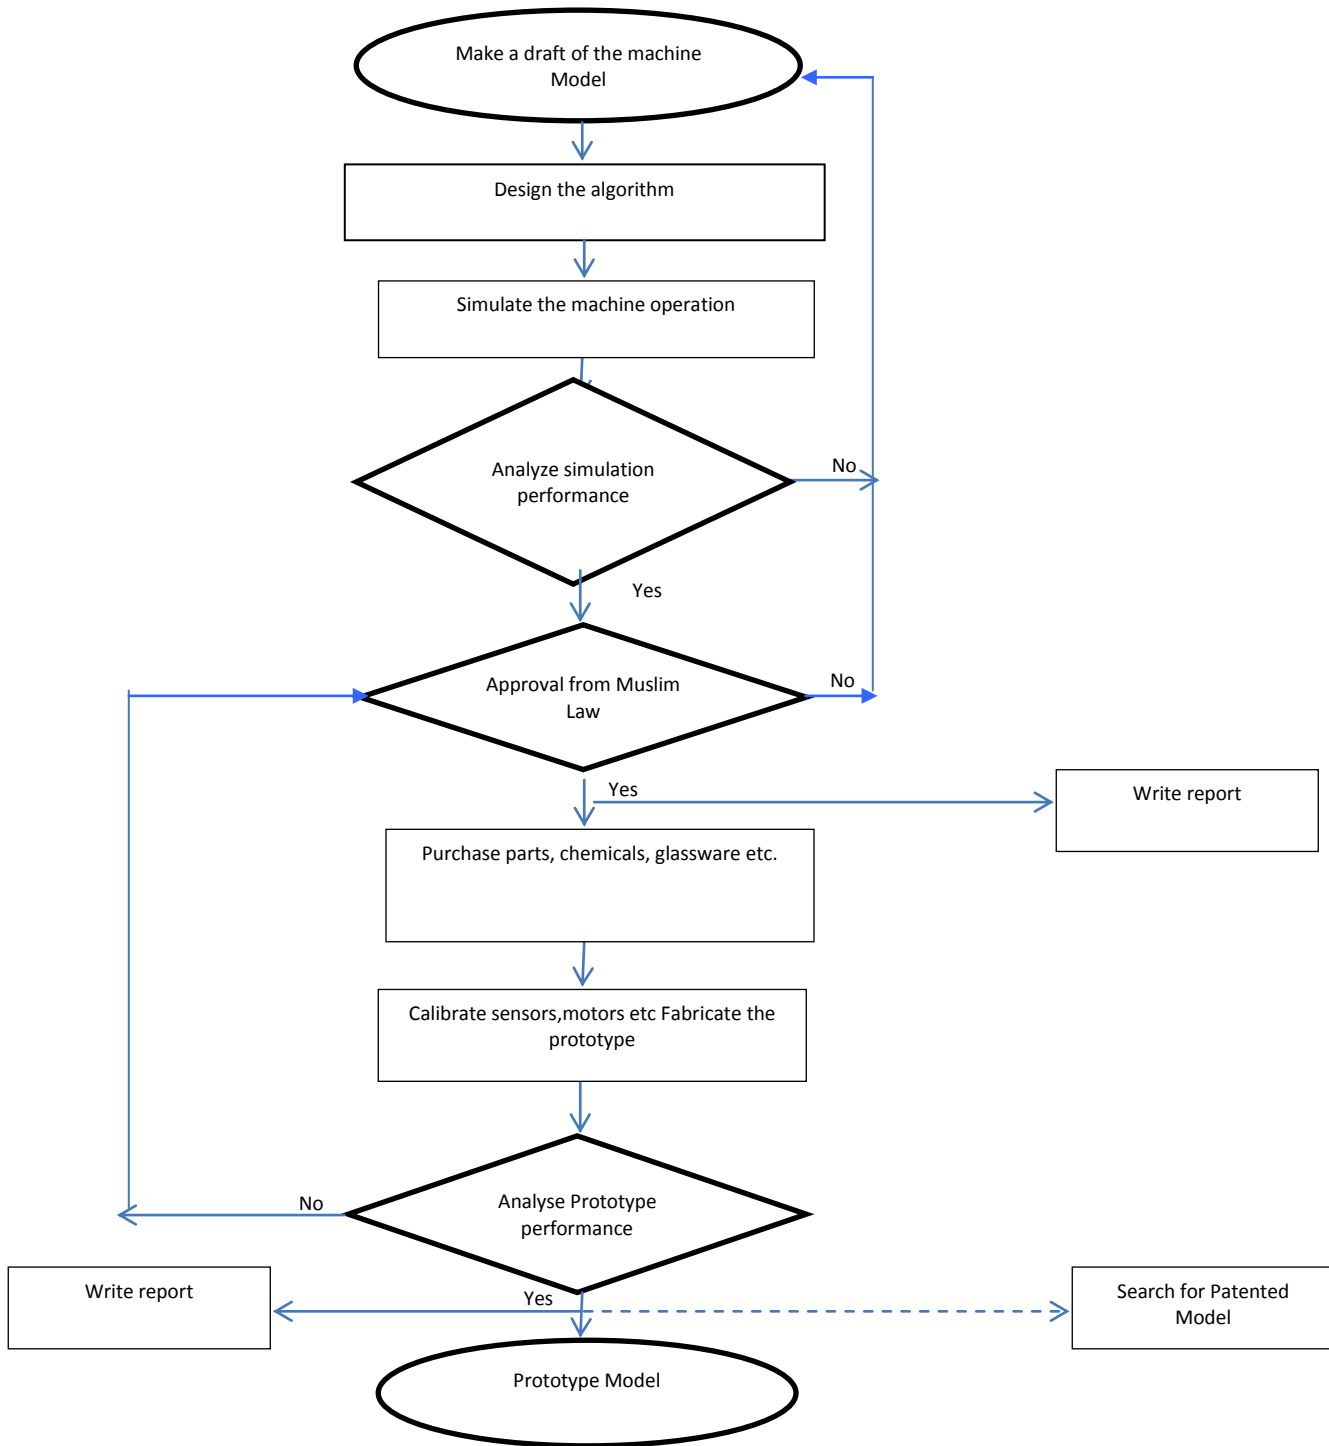 Make a draft of the machine
Model
Design the algorithm
Simulate the machine operation
Analyze simulation
performance
No
Yes
Approval from Muslim
Law
No
Yes
Write report
Purchase parts, chemicals, glassware etc.
Calibrate sensors,motors etc Fabricate the
prototype
Analyse Prototype
performance
No
Write report
Yes
Search for Patented
Model
Prototype Model